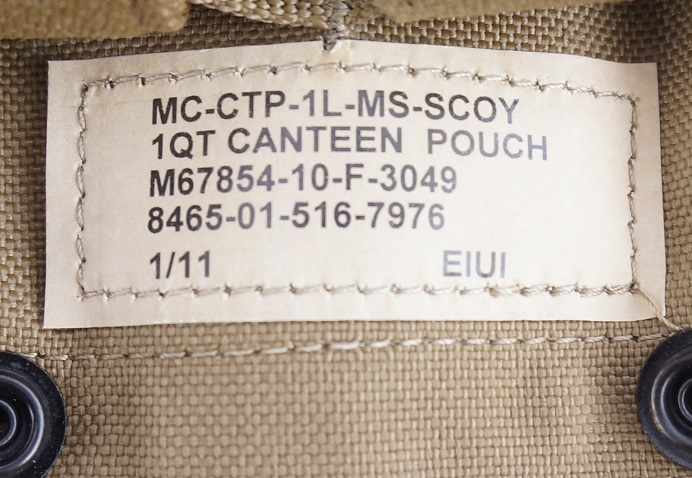 MC-CTP-1L-MS-SCOY
1QT CANTEEN POUCH
M67854-10-F-3049
8465-01-516-7976
1/11 EIUI